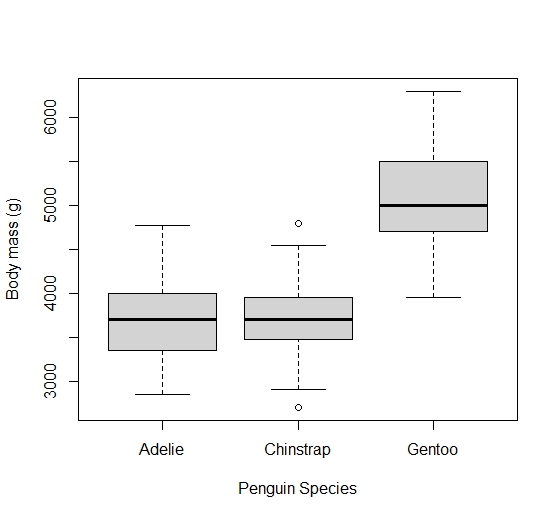 Body mass (g)
6000
5000
4000
3000
Adelie
Chinstrap
Gentoo
Penguin Species